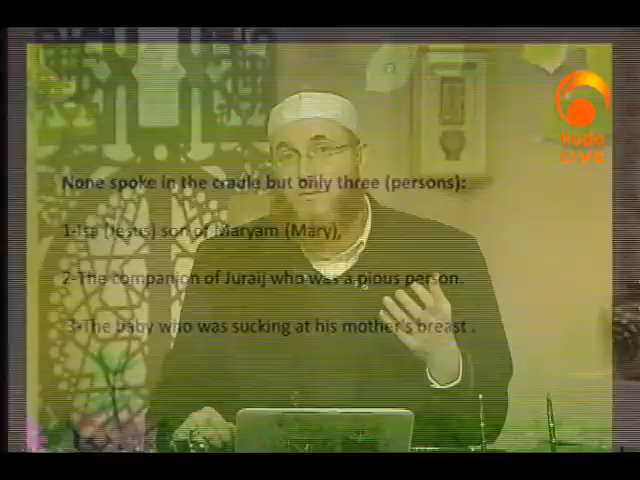 huda
LIVE
None spoke in the cradle but only three (persons):
1-Isa (Jesus) son of Maryam (Mary),
2-The companion of Juraij who was a pious person.
3-The baby who was sucking at his mother's breast .